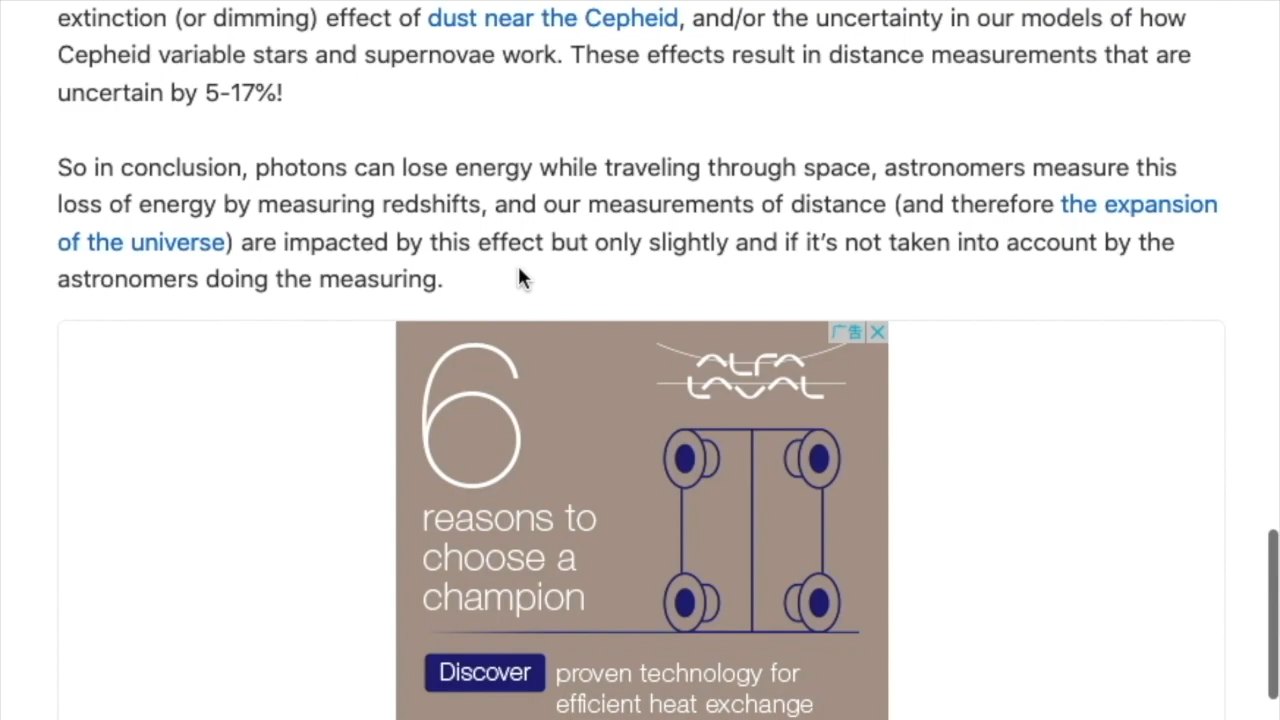 extinction (or dimming) effect of dust near the Cepheid, and/or the uncertainty in our models of how
Cepheid variable stars and supernovae work. These effects result in distance measurements that are
uncertain by 5-17%!
So in conclusion, photons can lose energy while traveling through space, astronomers measure this
loss of energy by measuring redshifts, and our measurements of distance (and therefore the expansion
of the universe) are impacted by this effect but only slightly and if it’s not taken into account by the
astronomers doing the measuring.
广告
6
ALFA
LAVAL
reasons to
choose a
champion
Discover
proven technology for
efficient heat exchange